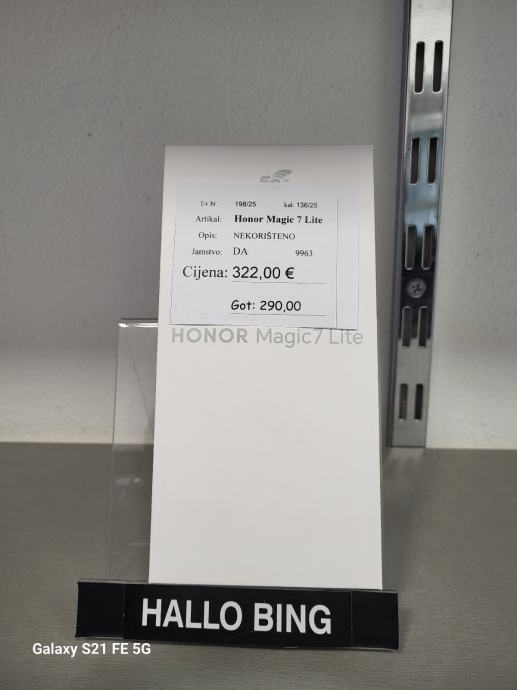 5G
Ev.br. 198/25 kal. 136/25
Artikal: Honor Magic 7 Lite
Opis: NEKORIŠTENO
Jamstvo: DA 9963
Cijena: 322,00 €
Got: 290,00
HONOR Magic7 Lite
HALLO BING
Galaxy S21 FE 5G